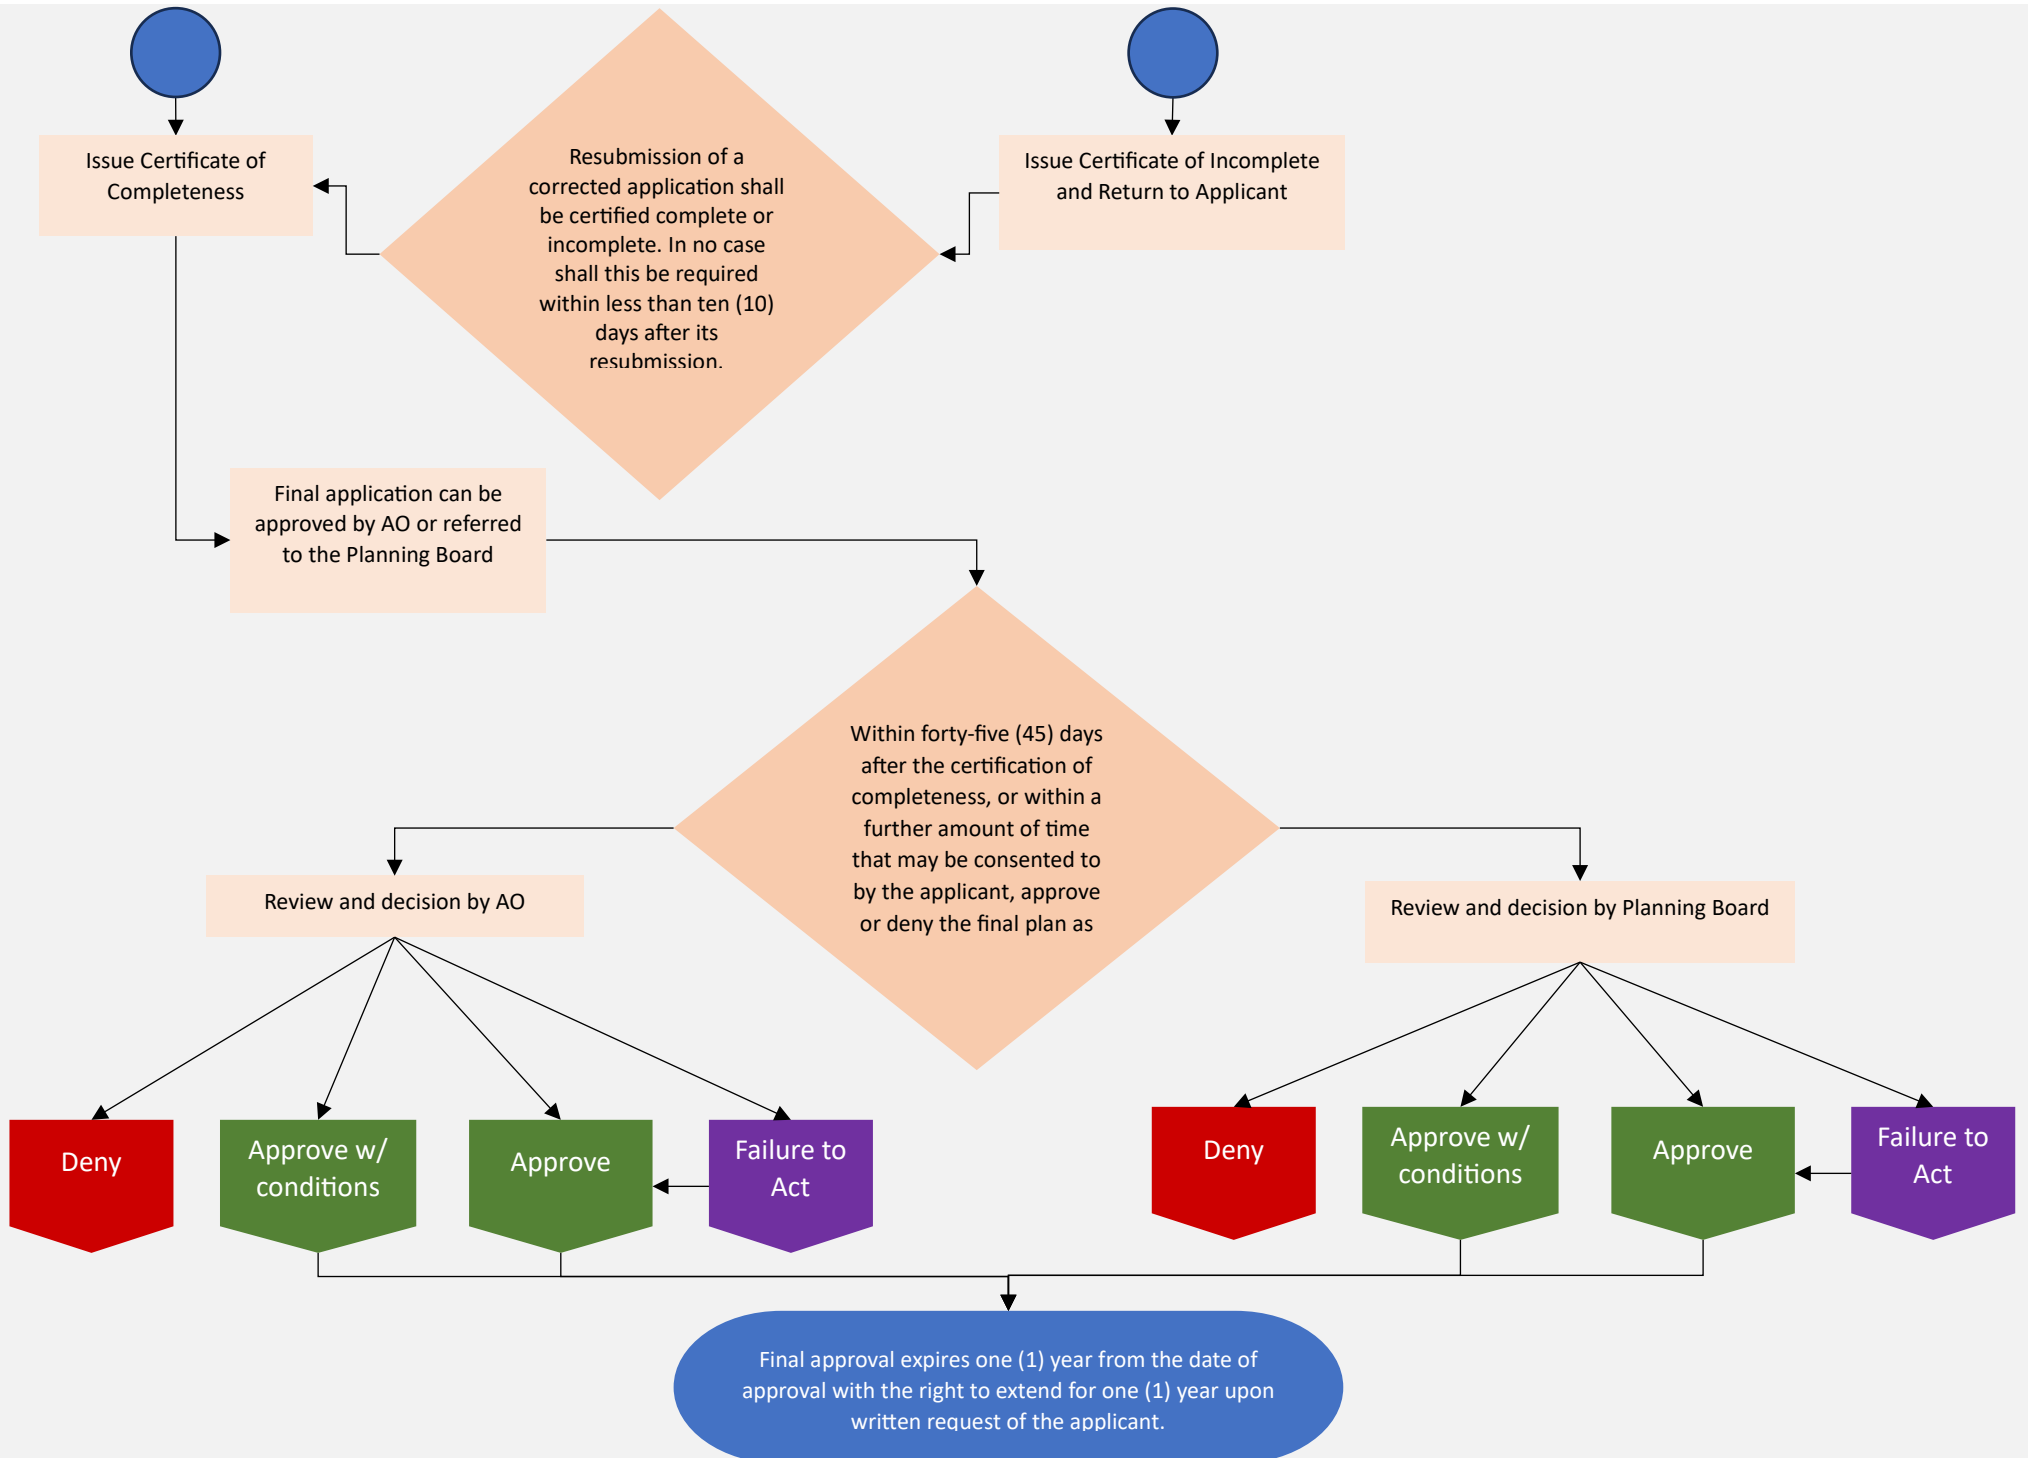 Issue Certificate of
Completeness
Resubmission of a
corrected application shall
be certified complete or
incomplete. In no case
shall this be required
within less than ten (10)
days after its
resubmission.
Issue Certificate of Incomplete
and Return to Applicant
Final application can be
approved by AO or referred
to the Planning Board
Within forty-five (45) days
after the certification of
completeness, or within a
further amount of time
that may be consented to
by the applicant, approve
or deny the final plan as
Review and decision by AO
Review and decision by Planning Board
Deny
Approve w/
conditions
Approve
Failure to
Act
Deny
Approve w/
conditions
Approve
Failure to
Act
Final approval expires one (1) year from the date of
approval with the right to extend for one (1) year upon
written request of the applicant.